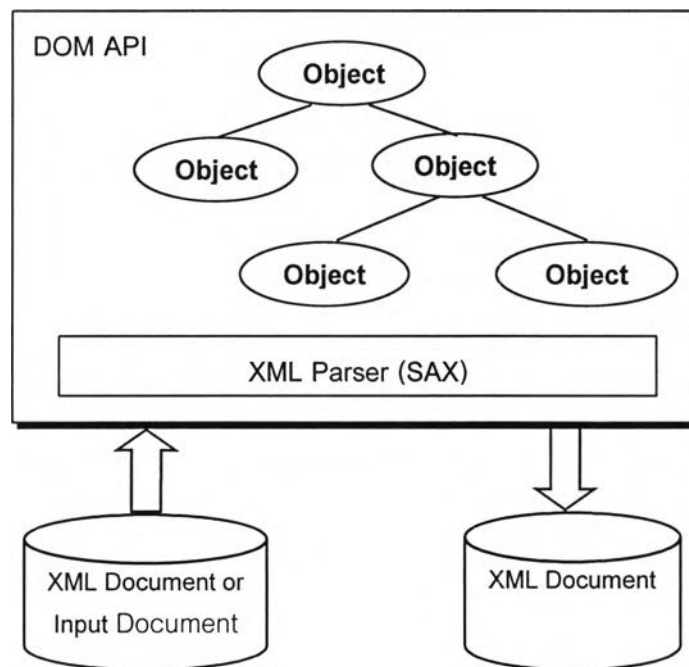 DOM API
Object
Object
Object
Object
Object
XML Parser (SAX)
XML Document or
Input Document
XML Document